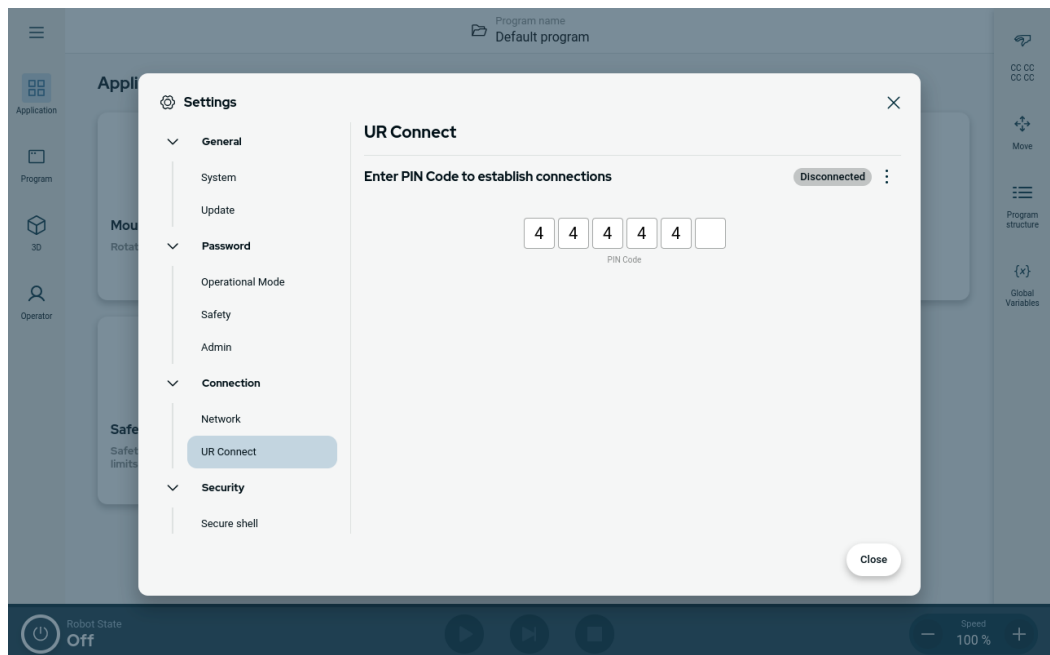 Program name
Default program
Application
Program
3D
Operator
Appli
Mou
Rotat
Safe
Safet
limits
Settings
General
System
Update
Password
Operational Mode
Safety
Admin
Connection
Network
UR Connect
Security
Secure shell
UR Connect
Enter PIN Code to establish connections
Disconnected
4 4 4 4 4
PIN Code
Close
CC CC
CC CC
Move
Program
structure
{x}
Global
Variables
Robot State
Off
Speed
100 %